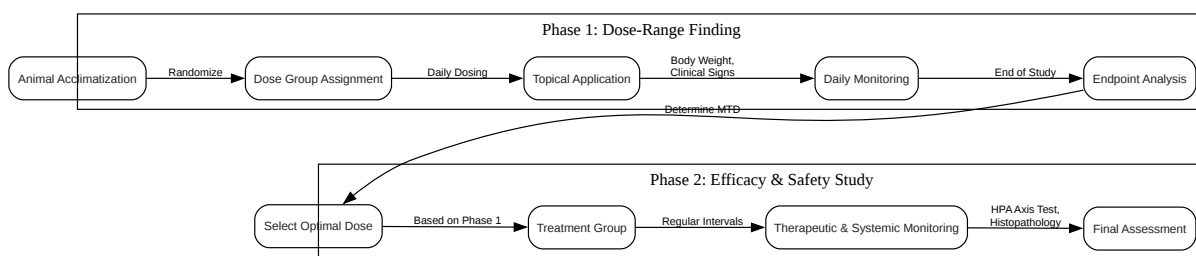 Phase 1: Dose-Range Finding
Animal Acclimatization
Randomize
Dose Group Assignment
Daily Dosing
Topical Application
Body Weight,
Clinical Signs
Daily Monitoring
End of Study
Endpoint Analysis
Determine MTD
Phase 2: Efficacy & Safety Study
Select Optimal Dose
Based on Phase 1
Treatment Group
Regular Intervals
Therapeutic & Systemic Monitoring
HPA Axis Test,
Histopathology
Final Assessment